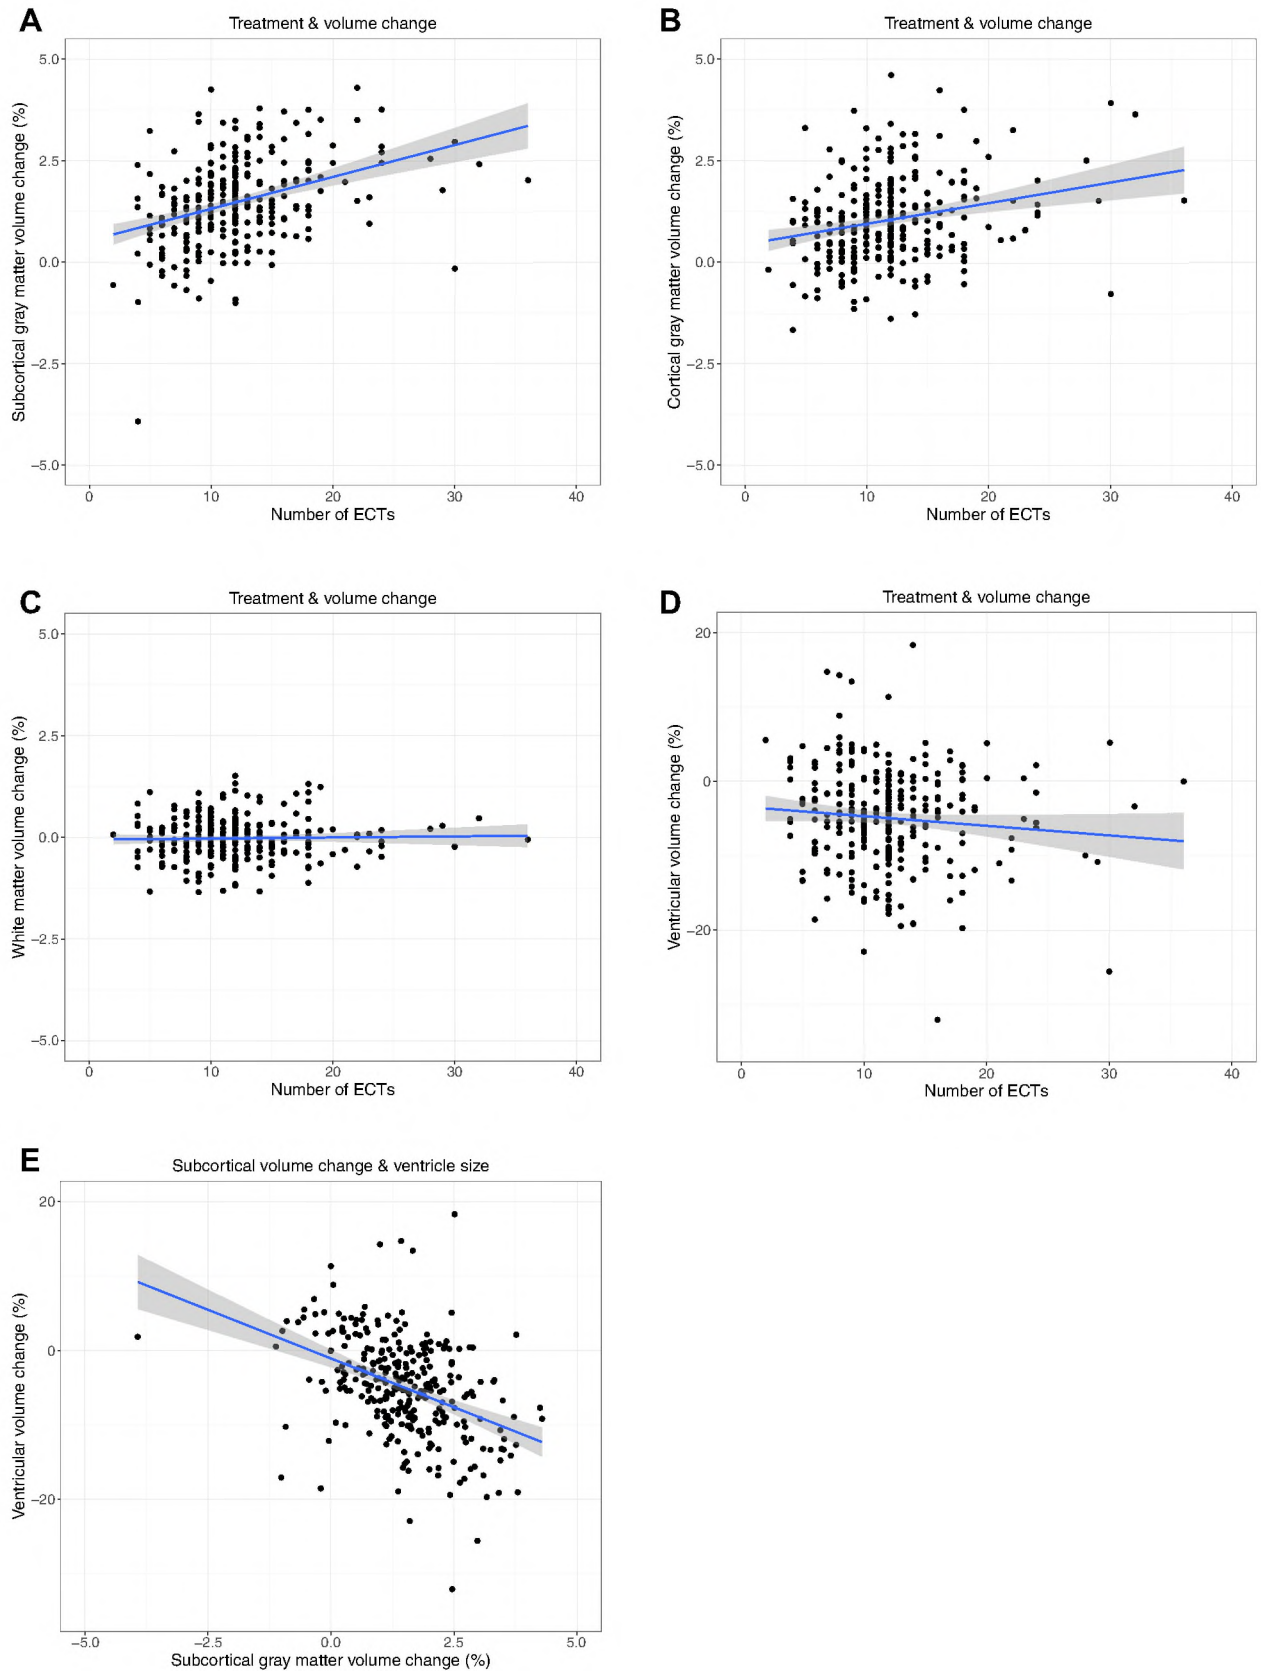 A
Treatment & volume change
5.0
2.5
0.0
−2.5
−5.0
Subcortical gray matter volume change (%)
0 10 20 30 40
Number of ECTs
B
Treatment & volume change
5.0
2.5
0.0
−2.5
−5.0
Cortical gray matter volume change (%)
0 10 20 30 40
Number of ECTs
C
Treatment & volume change
5.0
2.5
0.0
−2.5
−5.0
White matter volume change (%)
0 10 20 30 40
Number of ECTs
D
Treatment & volume change
20
0
−20
Ventricular volume change (%)
0 10 20 30 40
Number of ECTs
E
Subcortical volume change & ventricle size
20
0
−20
Ventricular volume change (%)
−5.0 −2.5 0.0 2.5 5.0
Subcortical gray matter volume change (%)